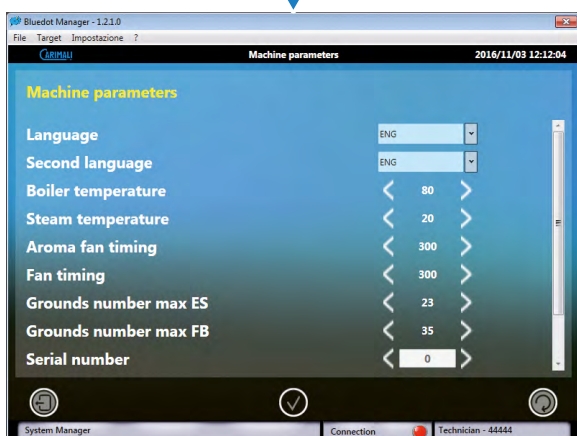 Bluedot Manager - 1.2.1.0
File Target Impostazione ?
CARIMALI Machine parameters 2016/11/03 12:12:04
Machine parameters
Language ENG
Second language ENG
Boiler temperature 80
Steam temperature 20
Aroma fan timing 300
Fan timing 300
Grounds number max ES 23
Grounds number max FB 35
Serial number 0
System Manager Connection Technician - 44444